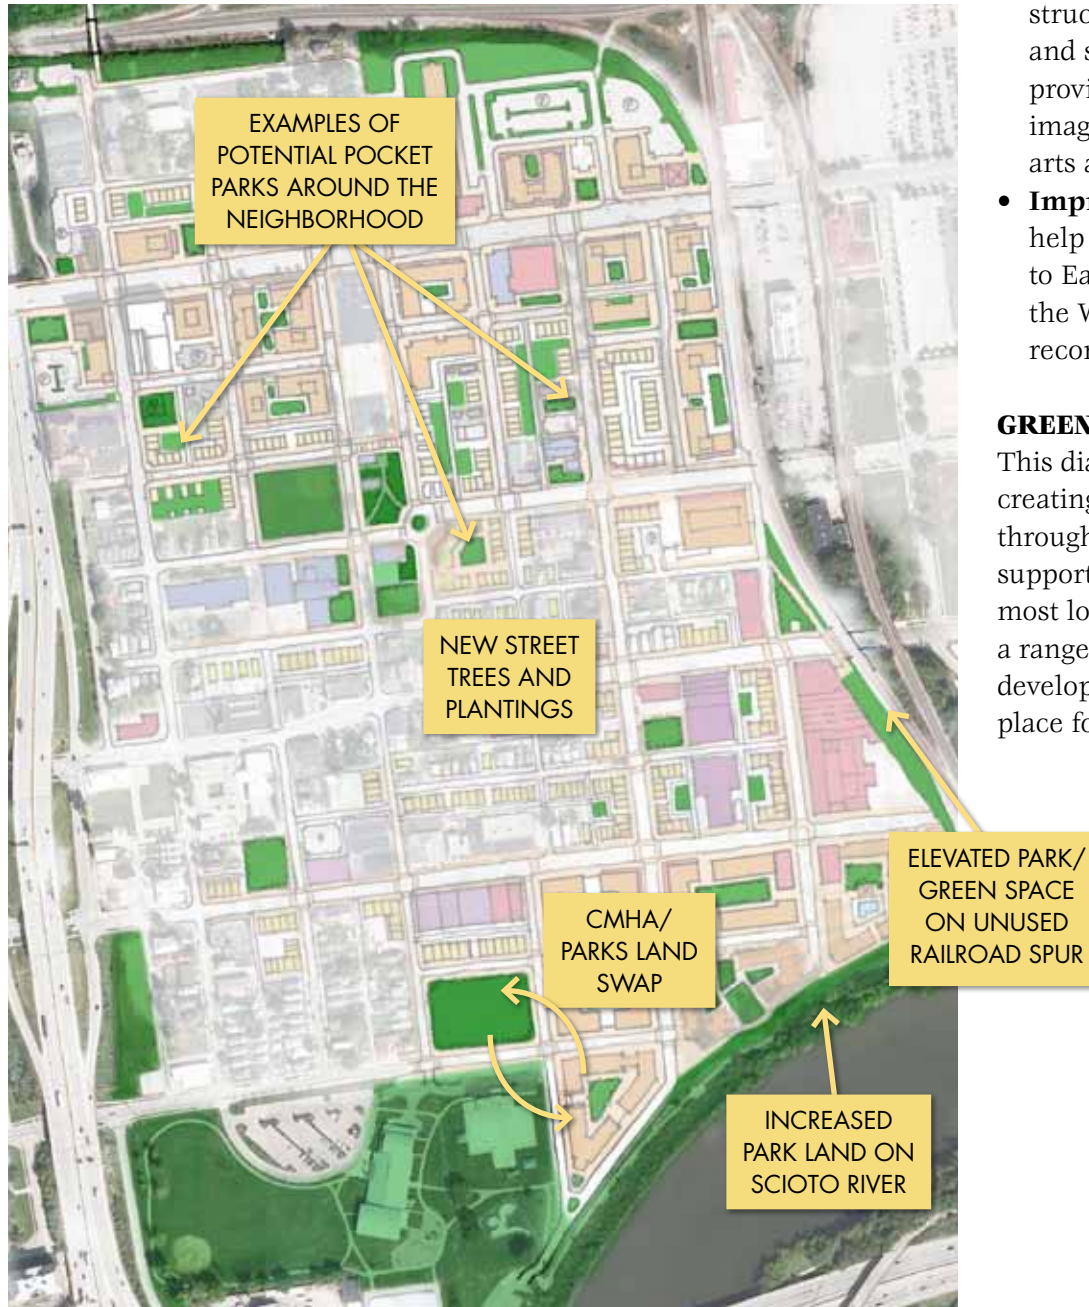 EXAMPLES OF
POTENTIAL POCKET
PARKS AROUND THE
NEIGHBORHOOD
NEW STREET
TREES AND
PLANTINGS
CMHA/
PARKS LAND
SWAP
ELEVATED PARK/
GREEN SPACE
ON UNUSED
RAILROAD SPUR
INCREASED
PARK LAND ON
SCIOTO RIVER
struc
and s
provi
imag
arts a
• Impr
help
to Ea
the W
recor
GREEN
This dia
creating
through
support
most lo
a range
develop
place fo